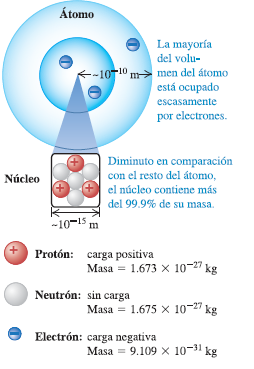 Átomo
~10⁻¹⁰ m
La mayoría
del volu-
men del átomo
está ocupado
escasamente
por electrones.
Núcleo
Diminuto en comparación
con el resto del átomo,
el núcleo contiene más
del 99.9% de su masa.
~10⁻¹⁵ m
Protón: carga positiva
Masa = 1.673 × 10⁻²⁷ kg
Neutrón: sin carga
Masa = 1.675 × 10⁻²⁷ kg
Electrón: carga negativa
Masa = 9.109 × 10⁻³¹ kg